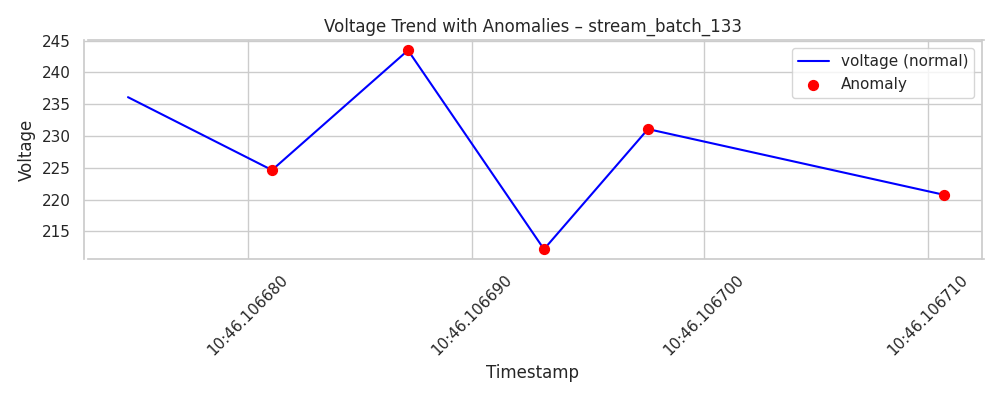 Voltage Trend with Anomalies – stream_batch_133
voltage (normal)
Anomaly
Voltage
245
240
235
230
225
220
215
10:46.106680
10:46.106690
10:46.106700
10:46.106710
Timestamp